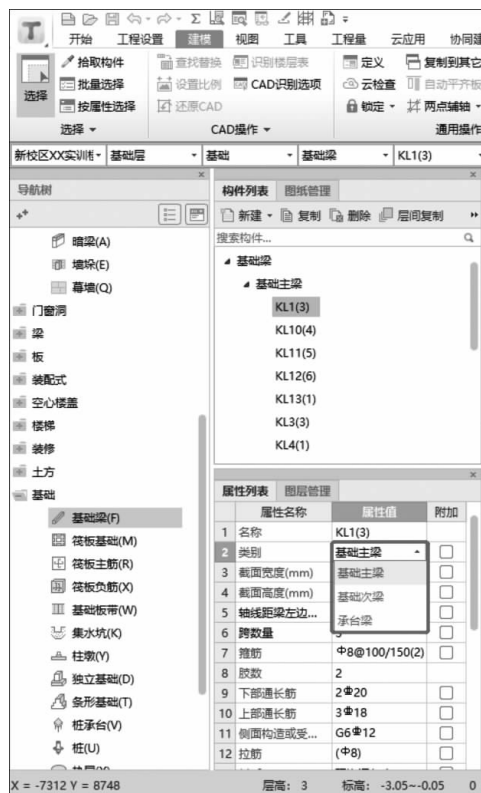 T
开始 工程设置 建模 视图 工具 工程量 云应用 协同建
选择
拾取构件
批量选择
按属性选择
选择
查找替换 识别楼层表
设置比例 CAD识别选项
还原CAD
CAD操作
定义 复制到其它
云检查 自动平齐板
锁定 两点辅轴
通用操作
新校区XX实训楼 基础层 基础 基础梁 KL1(3)
导航树
暗梁(A)
墙垛(E)
幕墙(Q)
门窗洞
梁
板
装配式
空心楼盖
楼梯
装修
土方
基础
基础梁(F)
筏板基础(M)
筏板主筋(R)
筏板负筋(X)
基础板带(W)
集水坑(K)
柱墩(Y)
独立基础(D)
条形基础(T)
桩承台(V)
桩(U)
构件列表 图纸管理
新建 复制 删除 层间复制
搜索构件...
基础梁
基础主梁
KL1(3)
KL10(4)
KL11(5)
KL12(6)
KL13(1)
KL3(3)
KL4(1)
属性列表 图层管理
属性名称 属性值 附加
1 名称 KL1(3)
2 类别 基础主梁
基础主梁
基础次梁
承台梁
3 截面宽度(mm)
4 截面高度(mm)
5 轴线距梁左边...
6 跨数量
7 箍筋 Φ8@100/150(2)
8 肢数 2
9 下部通长筋 2⌽20
10 上部通长筋 3⌽18
11 侧面构造或受... G6⌽12
12 拉筋 (Φ8)
X = -7312 Y = 8748 层高: 3 标高: -3.05~-0.05 0